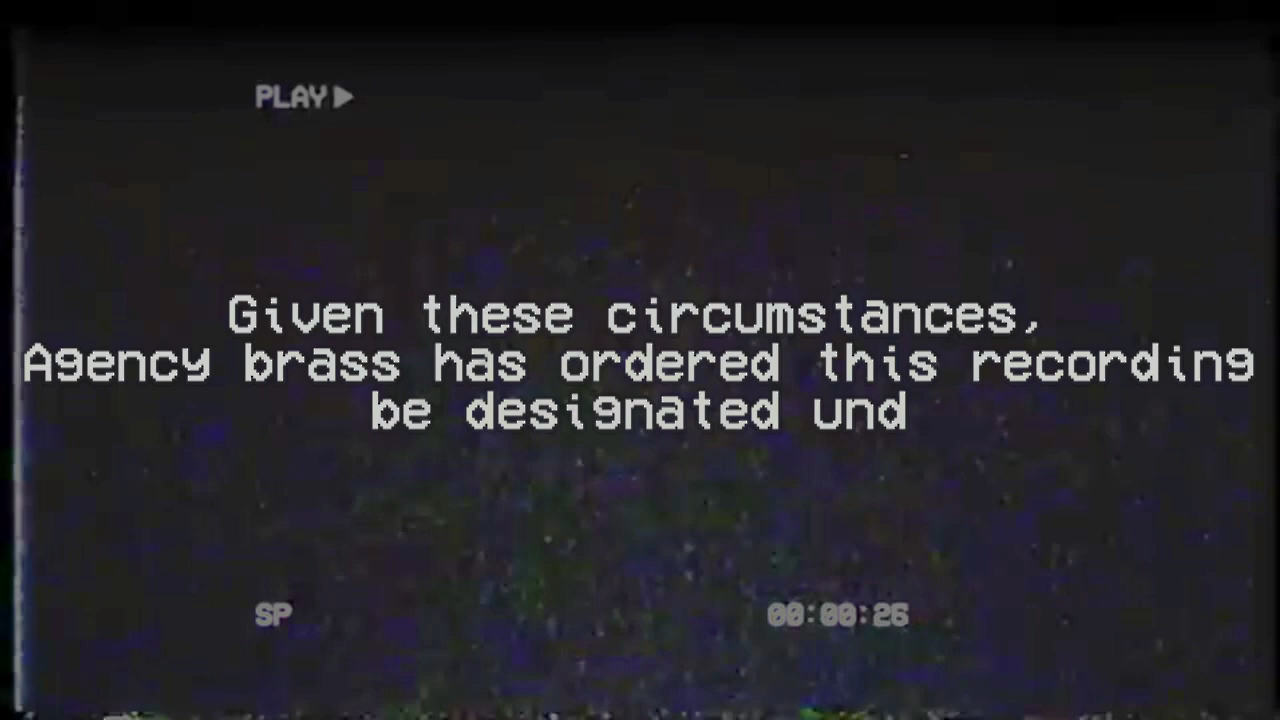 PLAY
Given these circumstances,
Agency brass has ordered this recording
be designated und
SP
00:00:26